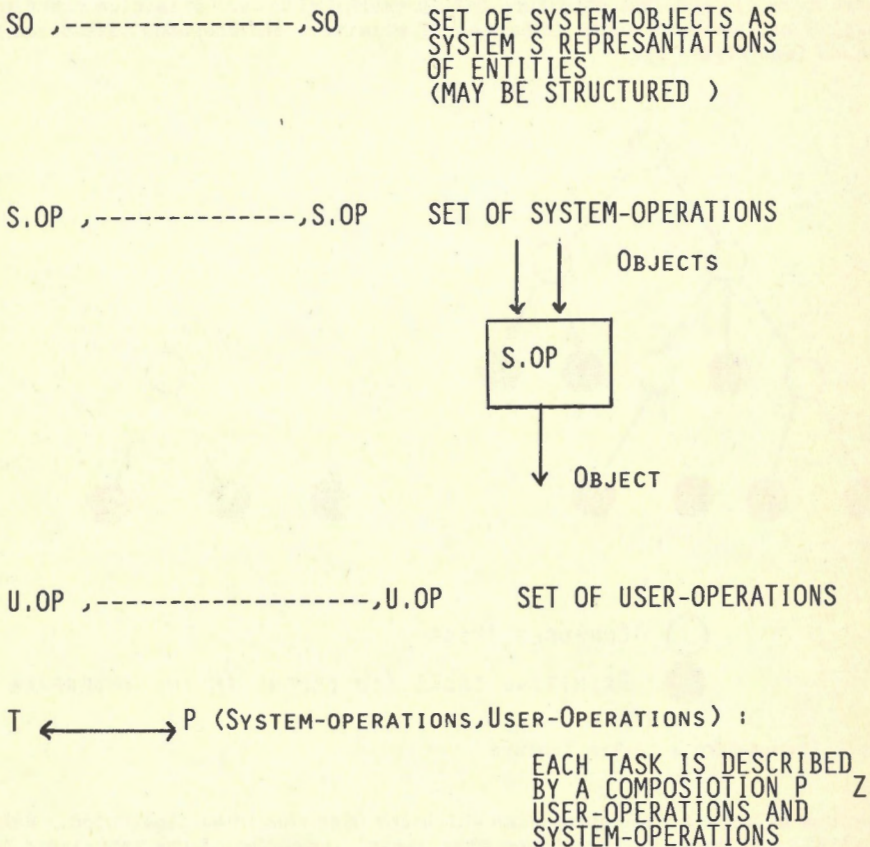 SO ,----------------,SO SET OF SYSTEM-OBJECTS AS
SYSTEM S REPRESANTATIONS
OF ENTITIES
(MAY BE STRUCTURED )
S.OP ,--------------,S.OP SET OF SYSTEM-OPERATIONS
OBJECTS
S.OP
OBJECT
U.OP ,-------------------,U.OP SET OF USER-OPERATIONS
T P (SYSTEM-OPERATIONS,USER-OPERATIONS) :
EACH TASK IS DESCRIBED
BY A COMPOSIOTION P Z
USER-OPERATIONS AND
SYSTEM-OPERATIONS